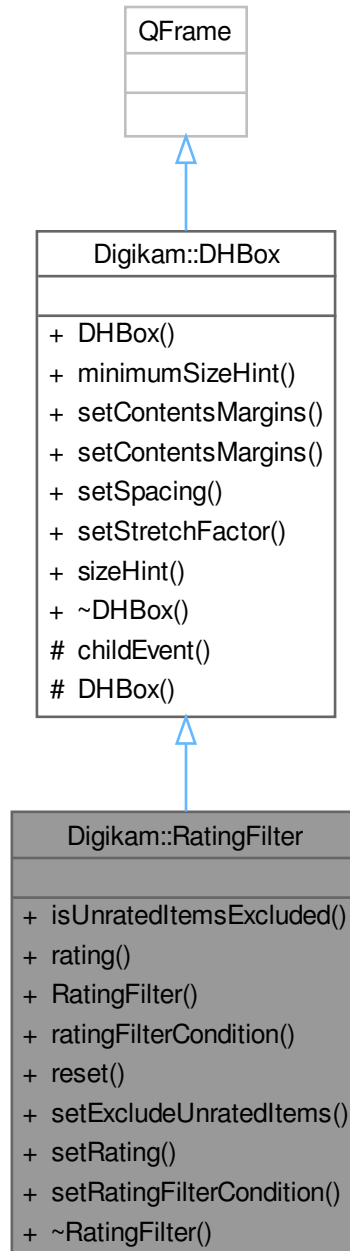 QFrame
Digikam::DHBox
+ DHBox()
+ minimumSizeHint()
+ setContentsMargins()
+ setContentsMargins()
+ setSpacing()
+ setStretchFactor()
+ sizeHint()
+ ~DHBox()
# childEvent()
# DHBox()
Digikam::RatingFilter
+ isUnratedItemsExcluded()
+ rating()
+ RatingFilter()
+ ratingFilterCondition()
+ reset()
+ setExcludeUnratedItems()
+ setRating()
+ setRatingFilterCondition()
+ ~RatingFilter()